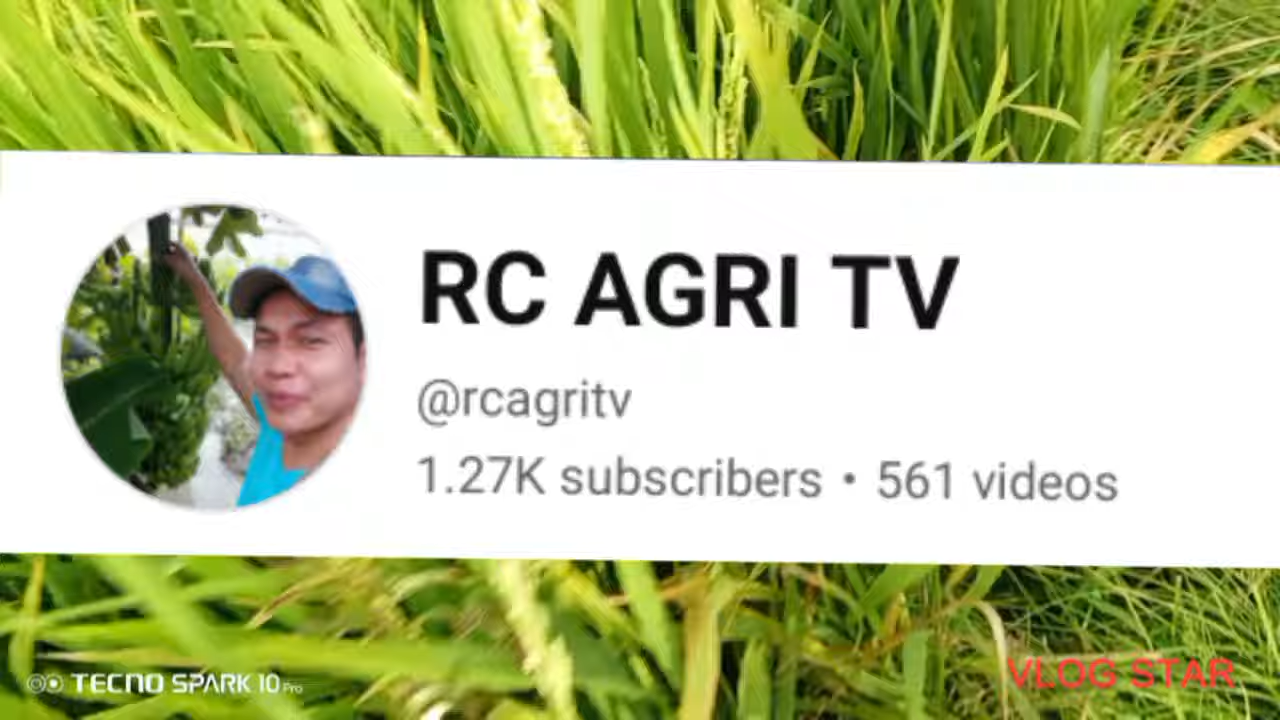 RC AGRI TV
@rcagritv
1.27K subscribers • 561 videos
TECNO SPARK 10 Pro
VLOG STAR